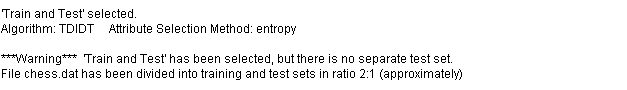 'Train and Test' selected.
Algorithm: TDIDT Attribute Selection Method: entropy
***Warning*** 'Train and Test' has been selected, but there is no separate test set.
File chess.dat has been divided into training and test sets in ratio 2:1 (approximately)